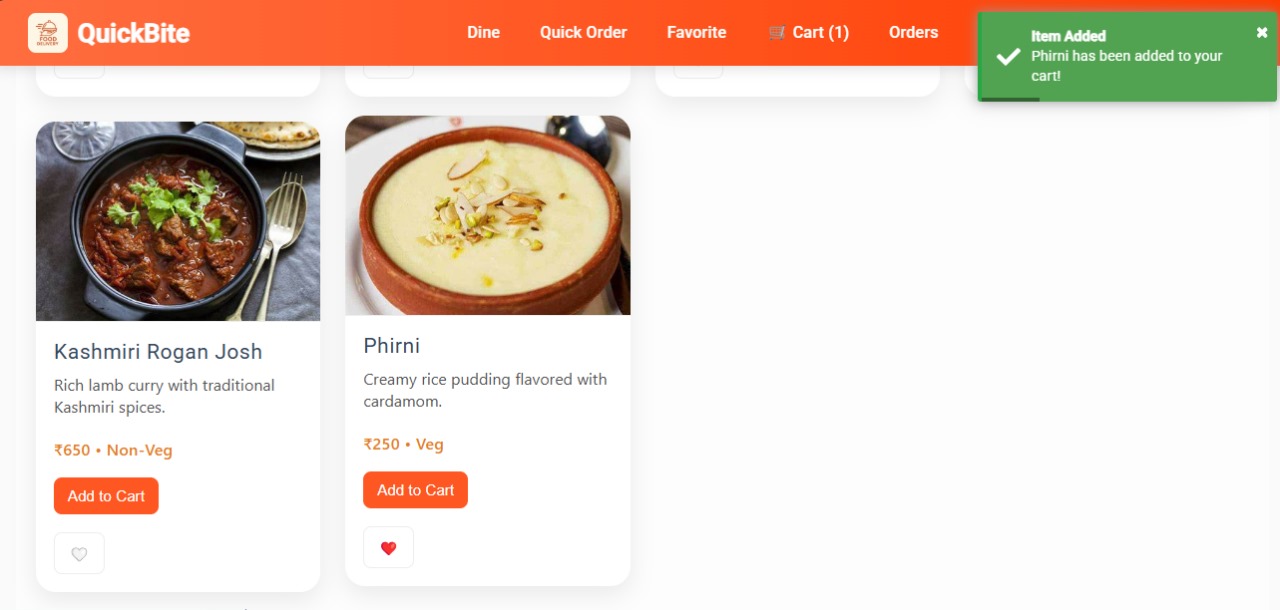 FOOD
DELIVERY
QuickBite
Dine
Quick Order
Favorite
Cart (1)
Orders
Item Added
Phirni has been added to your
cart!
Kashmiri Rogan Josh
Rich lamb curry with traditional
Kashmiri spices.
₹650 • Non-Veg
Add to Cart
Phirni
Creamy rice pudding flavored with
cardamom.
₹250 • Veg
Add to Cart